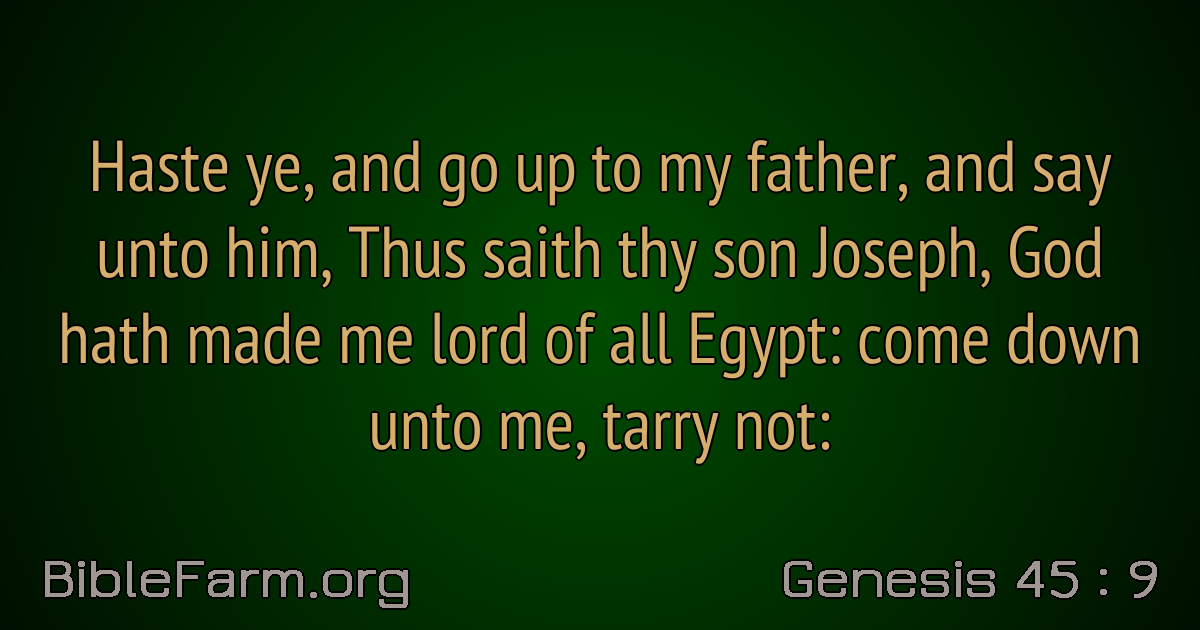 Haste ye, and go up to my father, and say
unto him, Thus saith thy son Joseph, God
hath made me lord of all Egypt: come down
unto me, tarry not:
BibleFarm.org
Genesis 45 : 9